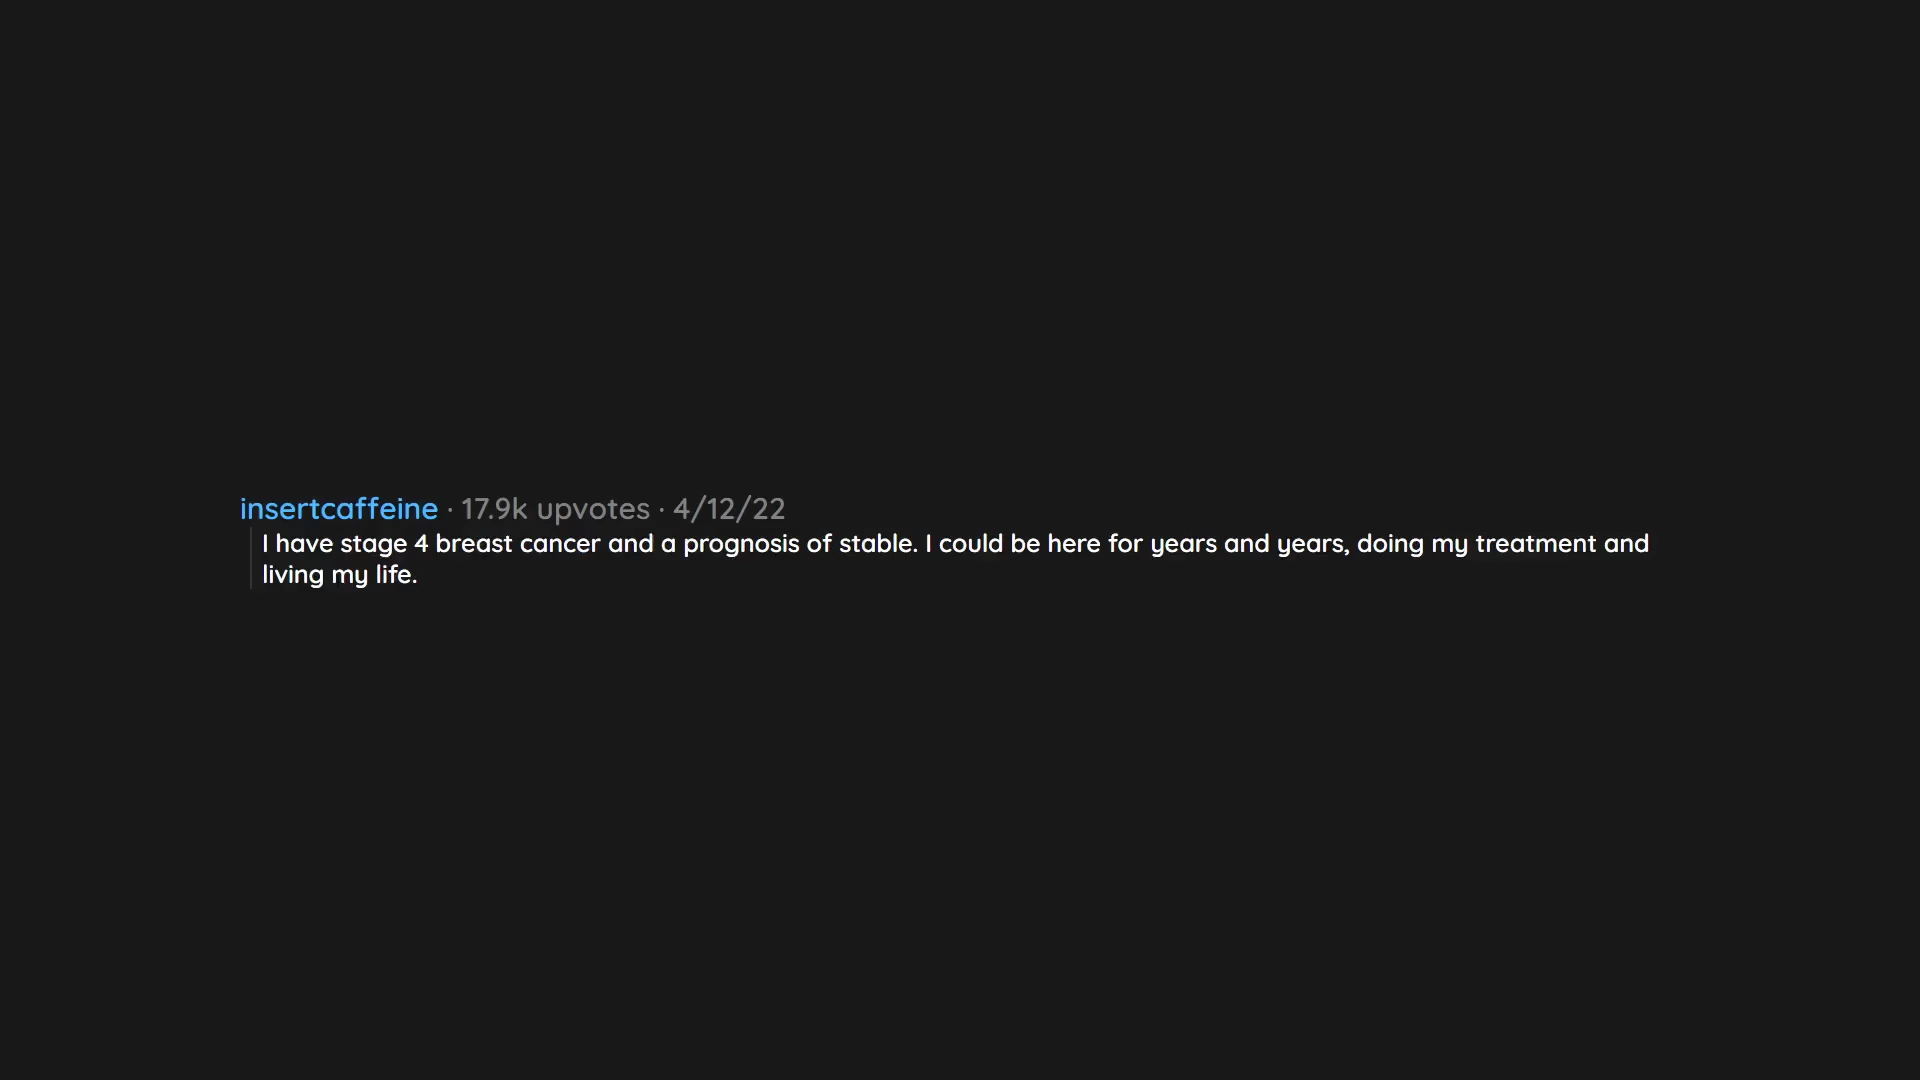 insertcaffeine · 17.9k upvotes · 4/12/22
I have stage 4 breast cancer and a prognosis of stable. I could be here for years and years, doing my treatment and
living my life.